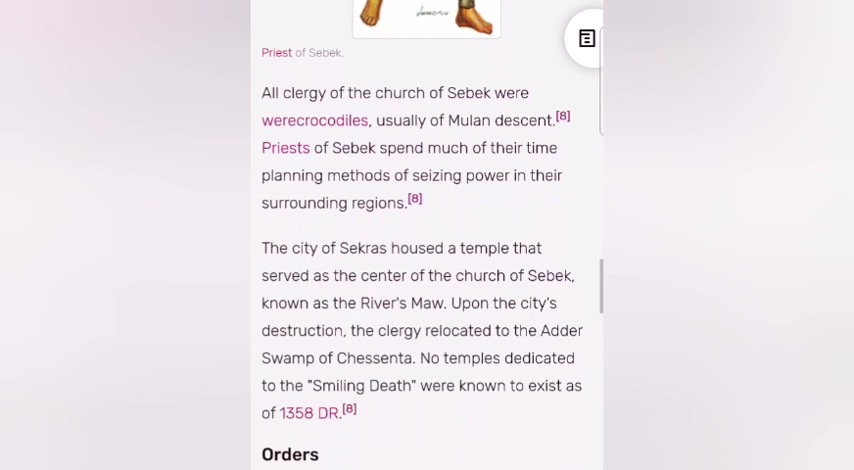 Priest of Sebek.
All clergy of the church of Sebek were
werecrocodiles, usually of Mulan descent.[8]
Priests of Sebek spend much of their time
planning methods of seizing power in their
surrounding regions.[8]
The city of Sekras housed a temple that
served as the center of the church of Sebek,
known as the River's Maw. Upon the city's
destruction, the clergy relocated to the Adder
Swamp of Chessenta. No temples dedicated
to the "Smiling Death" were known to exist as
of 1358 DR.[8]
Orders